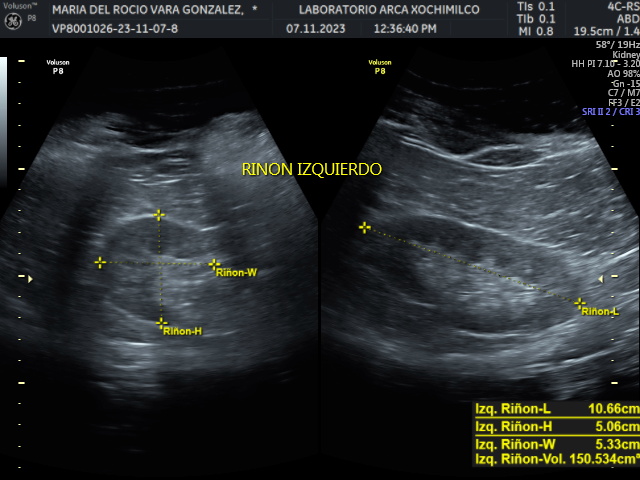 Voluson™
P8
MARIA DEL ROCIO VARA GONZALEZ, *
LABORATORIO ARCA XOCHIMILCO
TIs 0.1
4C-RS
VP8001026-23-11-07-8
07.11.2023
12:36:40 PM
TIb 0.1
ABD
MI 0.8
19.5cm / 1.4
58°/ 19Hz
Kidney
HH PI 7.10 - 3.20
AO 98%
Gn -15
C7 / M7
FF3 / E2
SRI II 2 / CRI 3
Voluson
P8
Voluson
P8
RINON IZQUIERDO
Riñon-W
Riñon-H
Riñon-L
Izq. Riñon-L 10.66cm
Izq. Riñon-H 5.06cm
Izq. Riñon-W 5.33cm
Izq. Riñon-Vol. 150.534cm³